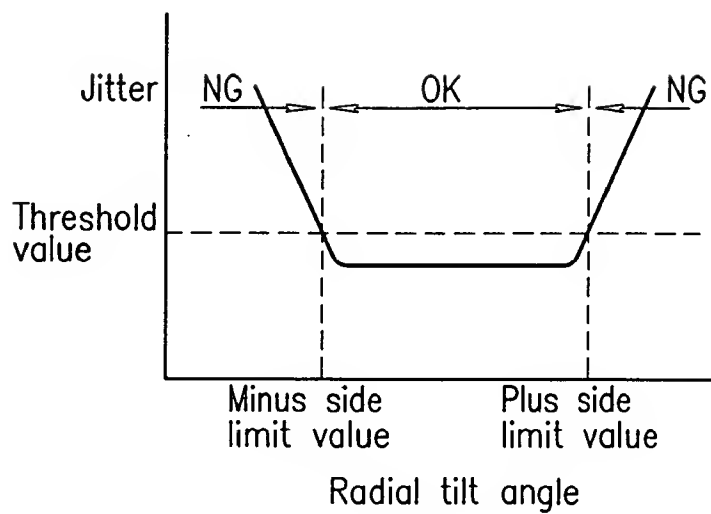 Jitter
NG
OK
NG
Threshold
value
Minus side
limit value
Plus side
limit value
Radial tilt angle